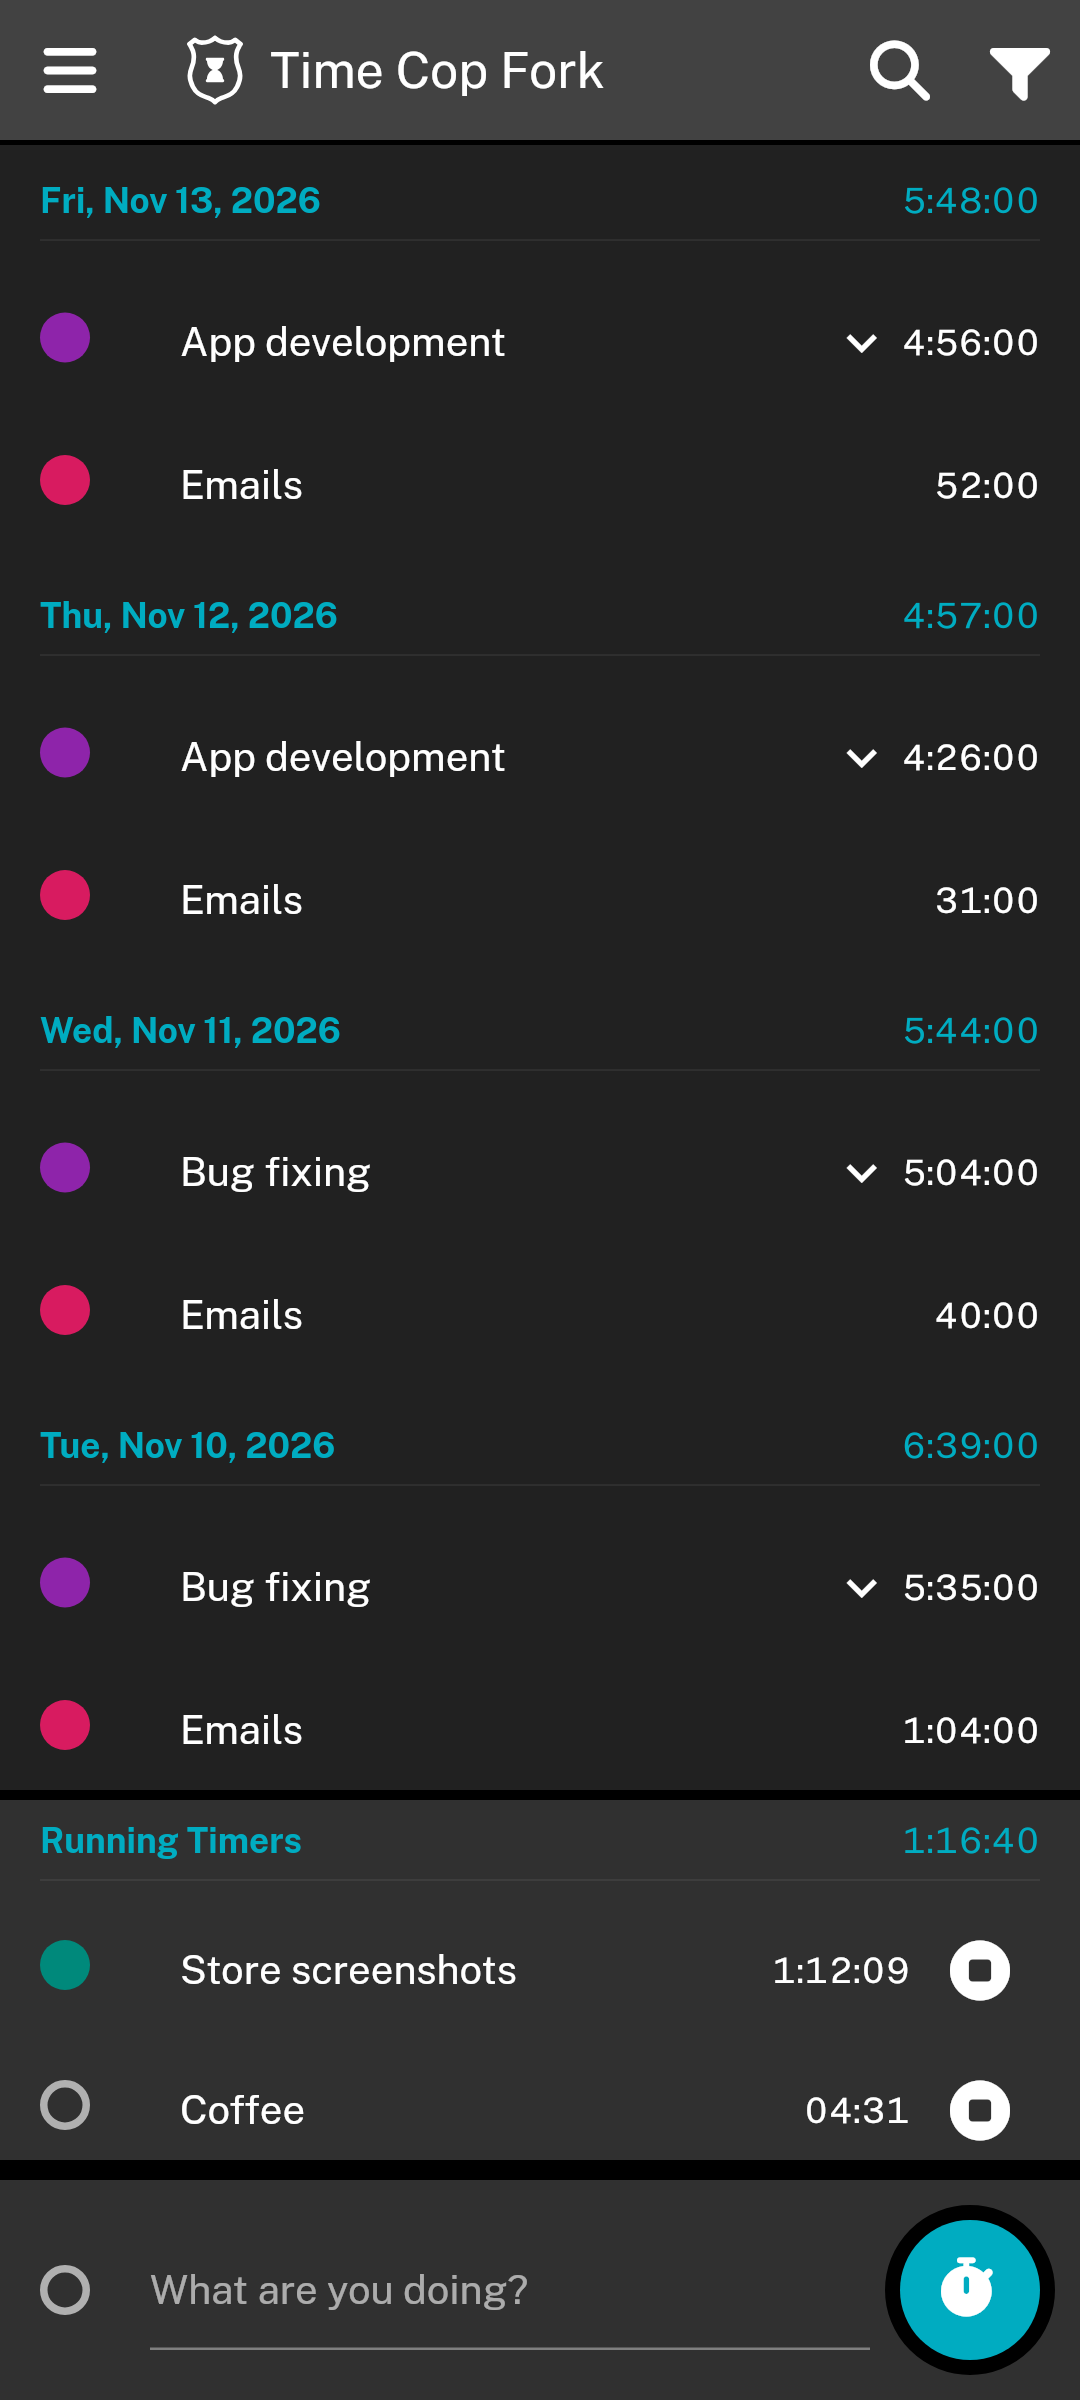 Time Cop Fork
Fri, Nov 13, 2026 5:48:00
App development 4:56:00
Emails 52:00
Thu, Nov 12, 2026 4:57:00
App development 4:26:00
Emails 31:00
Wed, Nov 11, 2026 5:44:00
Bug fixing 5:04:00
Emails 40:00
Tue, Nov 10, 2026 6:39:00
Bug fixing 5:35:00
Emails 1:04:00
Running Timers 1:16:40
Store screenshots 1:12:09
Coffee 04:31
What are you doing?